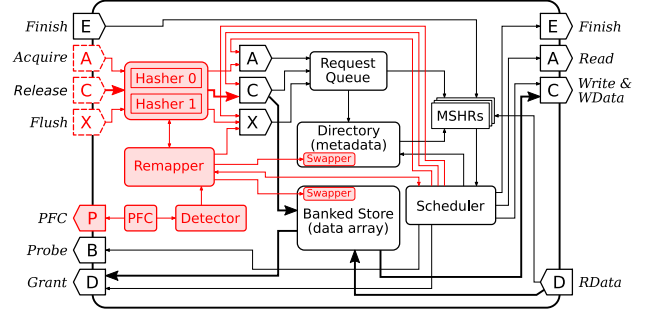 Finish
E
E
Finish
Acquire
A
Hasher 0
A
Request
Queue
A
Read
Release
C
Hasher 1
C
MSHRs
C
Write &
WData
Flush
X
X
Directory
(metadata)
Swapper
Remapper
Swapper
Banked Store
(data array)
Scheduler
PFC
P
PFC
Detector
Probe
B
Grant
D
D
RData